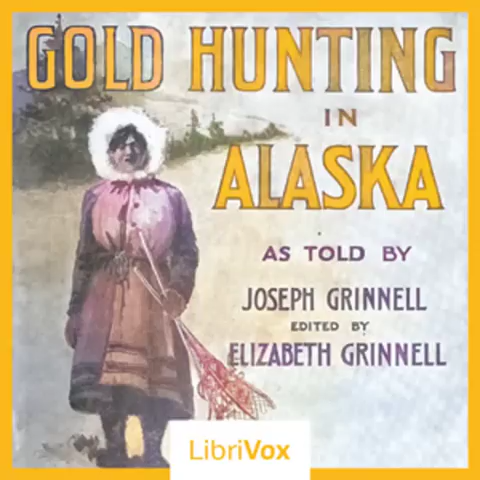 GOLD HUNTING
IN
ALASKA
AS TOLD BY
JOSEPH GRINNELL
EDITED BY
ELIZABETH GRINNELL
LibriVox